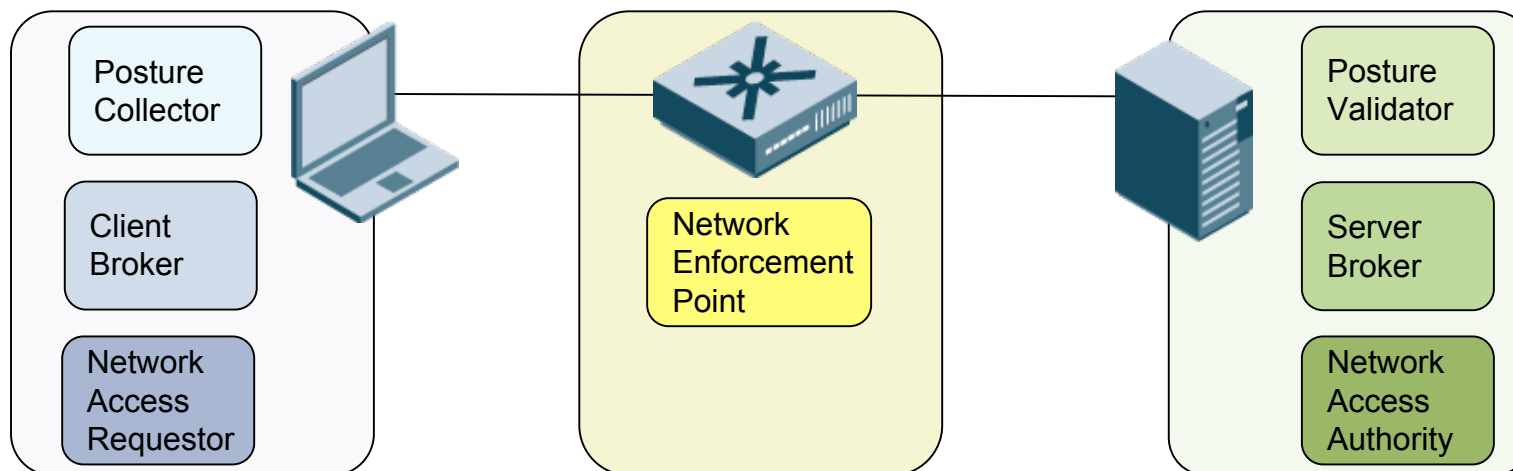 Posture
Collector
Client
Broker
Network
Access
Requestor
Network
Enforcement
Point
Posture
Validator
Server
Broker
Network
Access
Authority